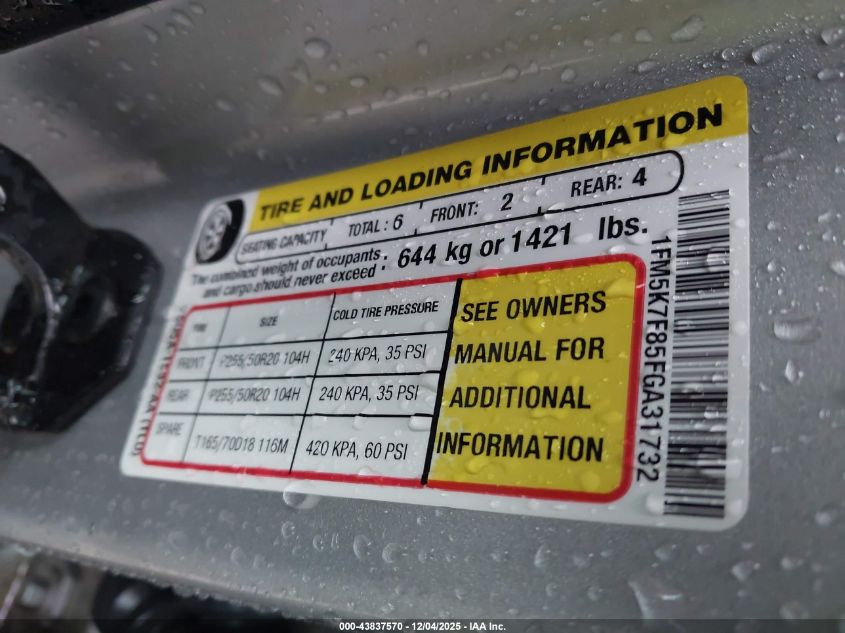 TIRE AND LOADING INFORMATION
SEATING CAPACITY TOTAL : 6 FRONT: 2 REAR: 4
The combined weight of occupants and cargo should never exceed : 644 kg or 1421 lbs.
TIRE SIZE COLD TIRE PRESSURE
FRONT P255/50R20 104H 240 KPA, 35 PSI
REAR P255/50R20 104H 240 KPA, 35 PSI
SPARE T165/70D18 116M 420 KPA, 60 PSI
SEE OWNERS
MANUAL FOR
ADDITIONAL
INFORMATION
1FM5K7F85FGA31732
000-43837570 - 12/04/2025 - IAA Inc.